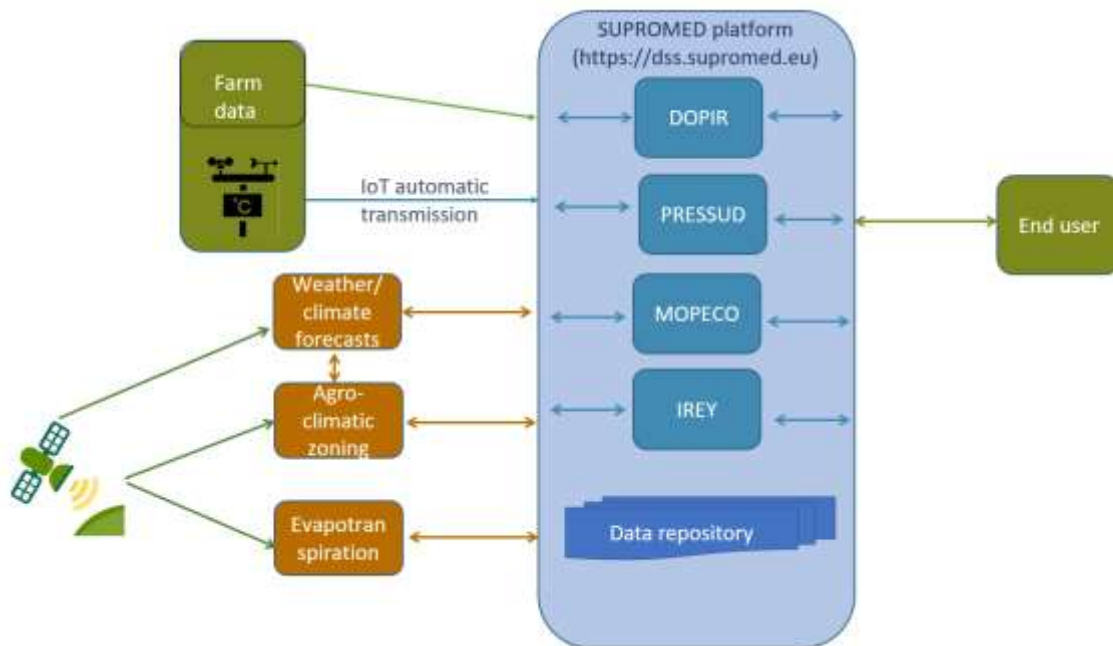 SUPROMED platform
(https://dss.supromed.eu)
Farm
data
DOPIR
°C
IoT automatic
transmission
PRESSUD
End user
Weather/
climate
forecasts
MOPECO
Agro-
climatic
zoning
IREY
Evapotran
spiration
Data repository